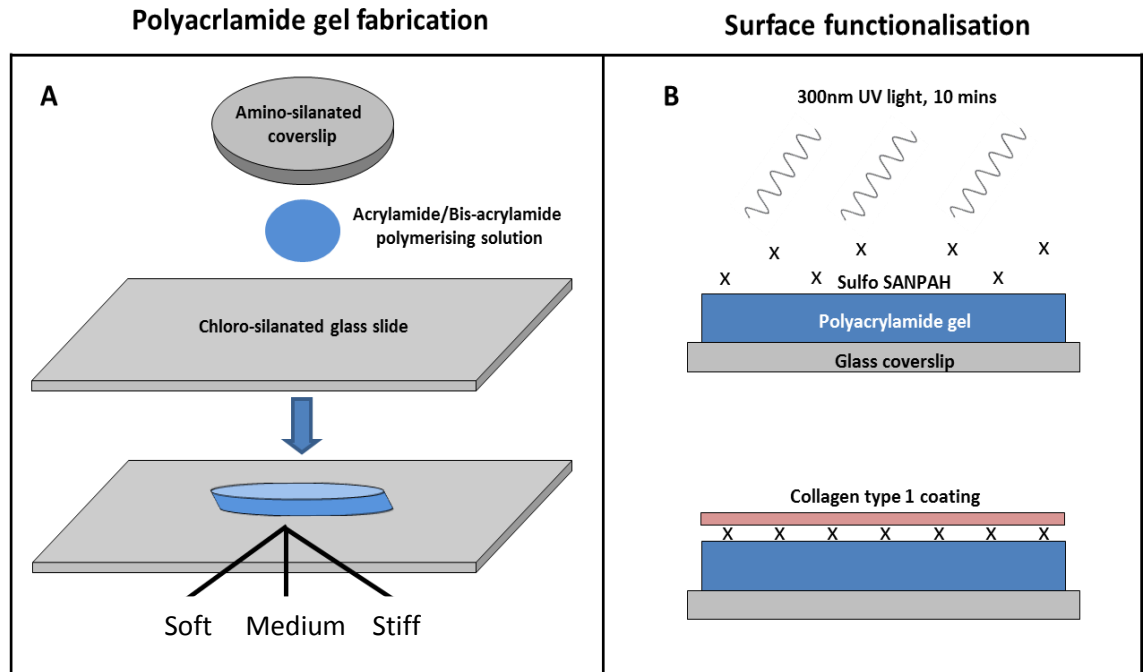 Polyacrlamide gel fabrication
A
Amino-silanated
coverslip
Acrylamide/Bis-acrylamide
polymerising solution
Chloro-silanated glass slide
Soft Medium Stiff
Surface functionalisation
B
300nm UV light, 10 mins
X X X X
X X Sulfo SANPAH X
Polyacrylamide gel
Glass coverslip
Collagen type 1 coating
X X X X X X X